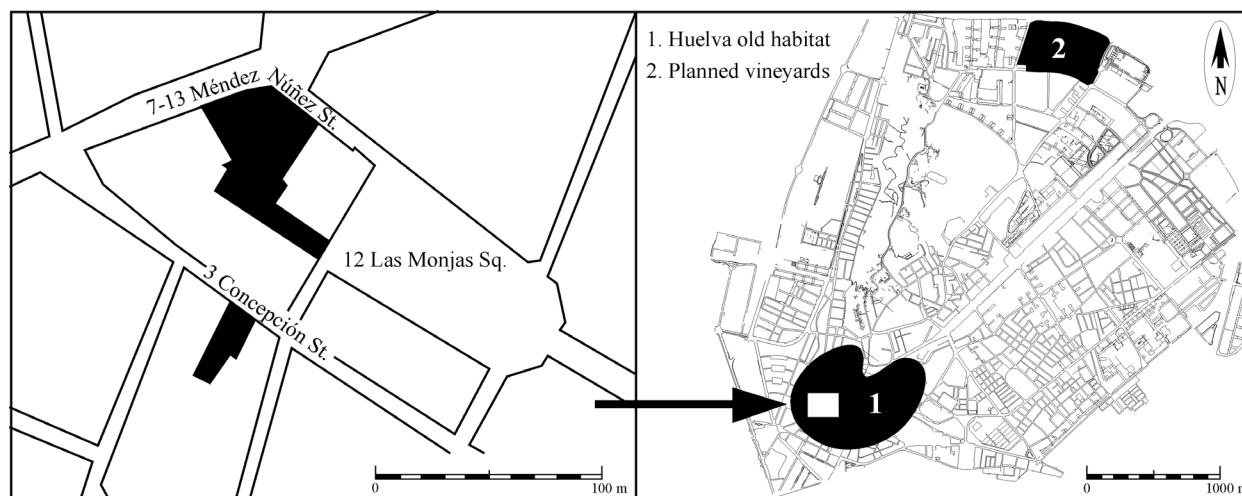 7-13 Méndez Núñez St.
12 Las Monjas Sq.
3 Concepción St.
0 100 m
1. Huelva old habitat
2. Planned vineyards
2
N
1
0 1000 m